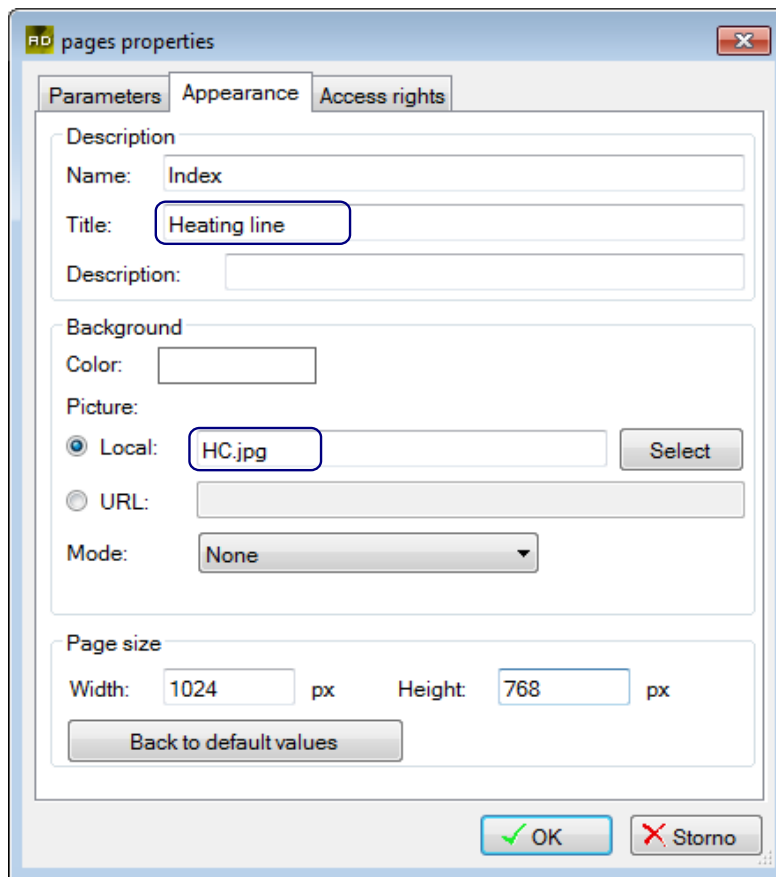 RD pages properties
Parameters Appearance Access rights
Description
Name: Index
Title: Heating line
Description:
Background
Color:
Picture:
Local: HC.jpg Select
URL:
Mode: None
Page size
Width: 1024 px Height: 768 px
Back to default values
OK Storno